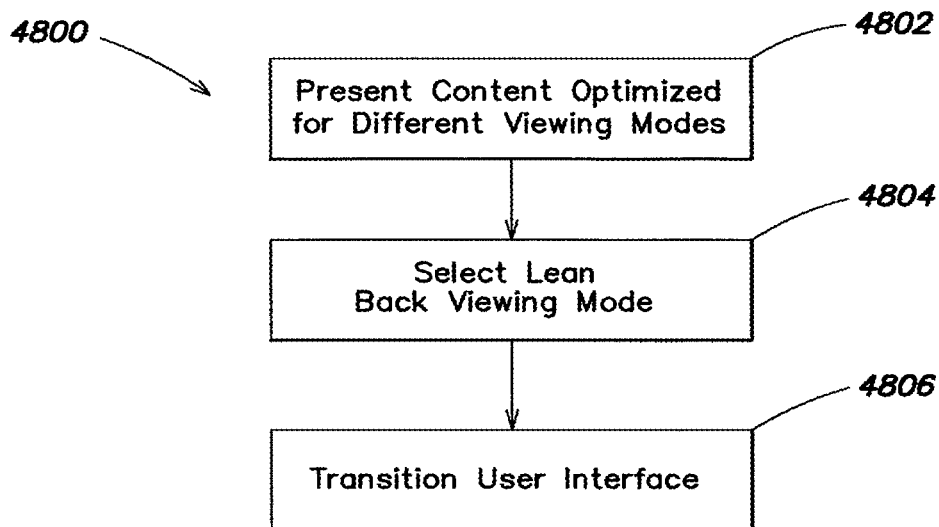 4800
4802
Present Content Optimized
for Different Viewing Modes
4804
Select Lean
Back Viewing Mode
4806
Transition User Interface